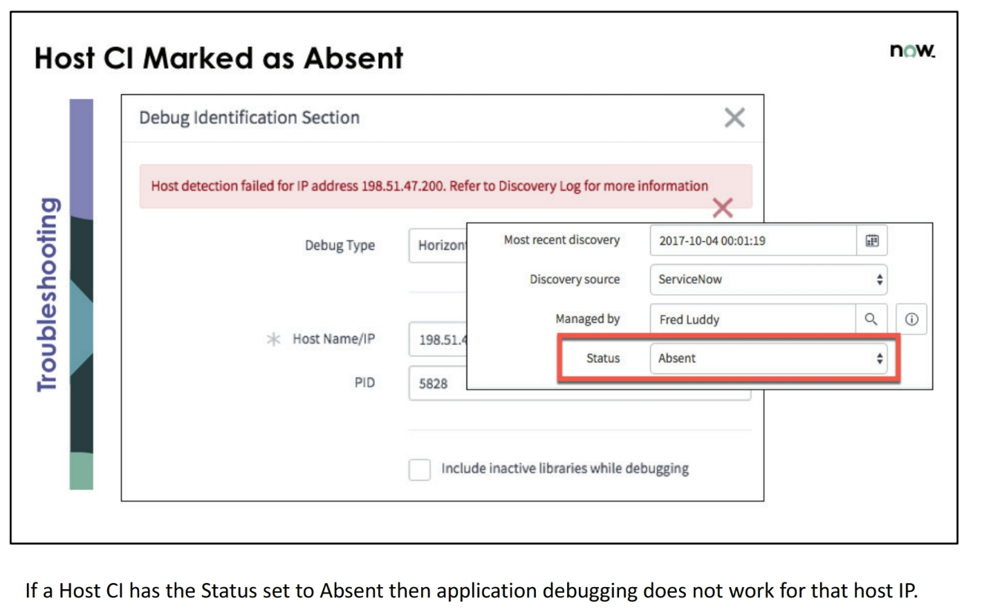 Host CI Marked as Absent
now.
Troubleshooting
Debug Identification Section
Host detection failed for IP address 198.51.47.200. Refer to Discovery Log for more information
Debug Type
Horizont
Host Name/IP
198.51.4
PID
5828
Include inactive libraries while debugging
Most recent discovery
2017-10-04 00:01:19
Discovery source
ServiceNow
Managed by
Fred Luddy
Status
Absent
If a Host CI has the Status set to Absent then application debugging does not work for that host IP.